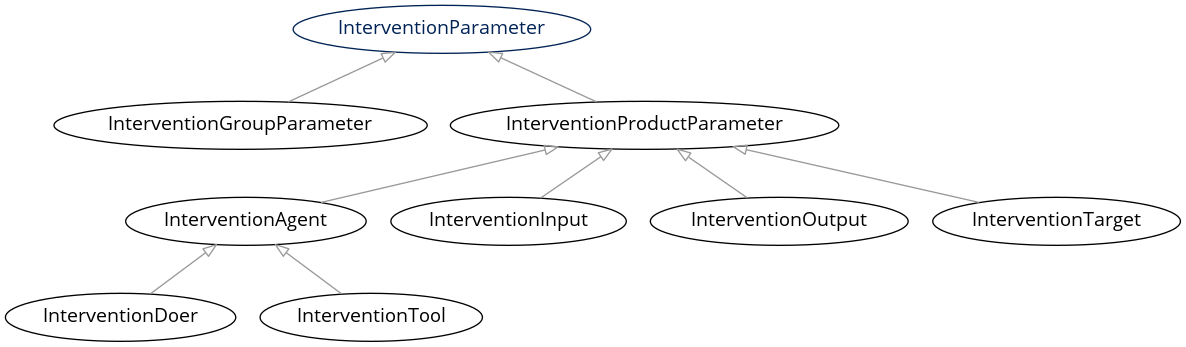 InterventionParameter
InterventionGroupParameter
InterventionProductParameter
InterventionAgent
InterventionInput
InterventionOutput
InterventionTarget
InterventionDoer
InterventionTool